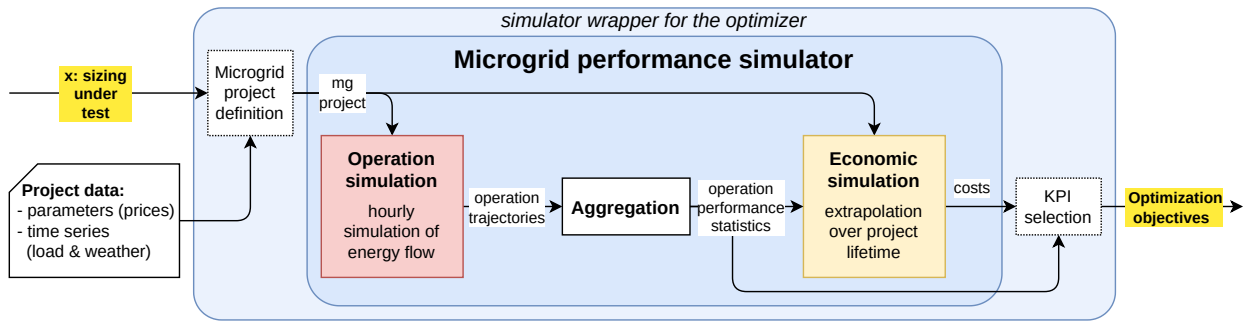 simulator wrapper for the optimizer
Microgrid performance simulator
x: sizing
under
test
Microgrid
project
definition
mg
project
Project data:
- parameters (prices)
- time series
(load & weather)
Operation
simulation
hourly
simulation of
energy flow
operation
trajectories
Aggregation
operation
performance
statistics
Economic
simulation
extrapolation
over project
lifetime
costs
KPI
selection
Optimization
objectives